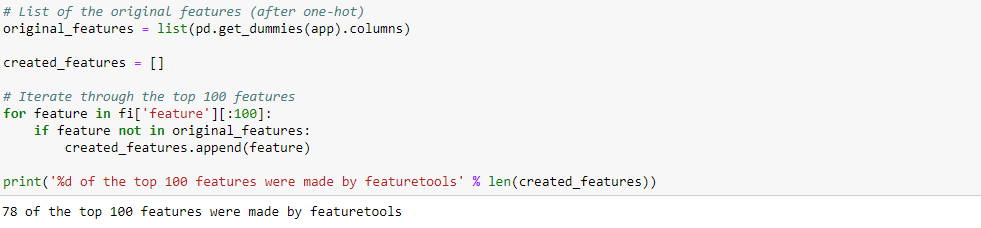 # List of the original features (after one-hot)
original_features = list(pd.get_dummies(app).columns)
created_features = []
# Iterate through the top 100 features
for feature in fi['feature'][:100]:
    if feature not in original_features:
        created_features.append(feature)
print('%d of the top 100 features were made by featuretools' % len(created_features))
78 of the top 100 features were made by featuretools